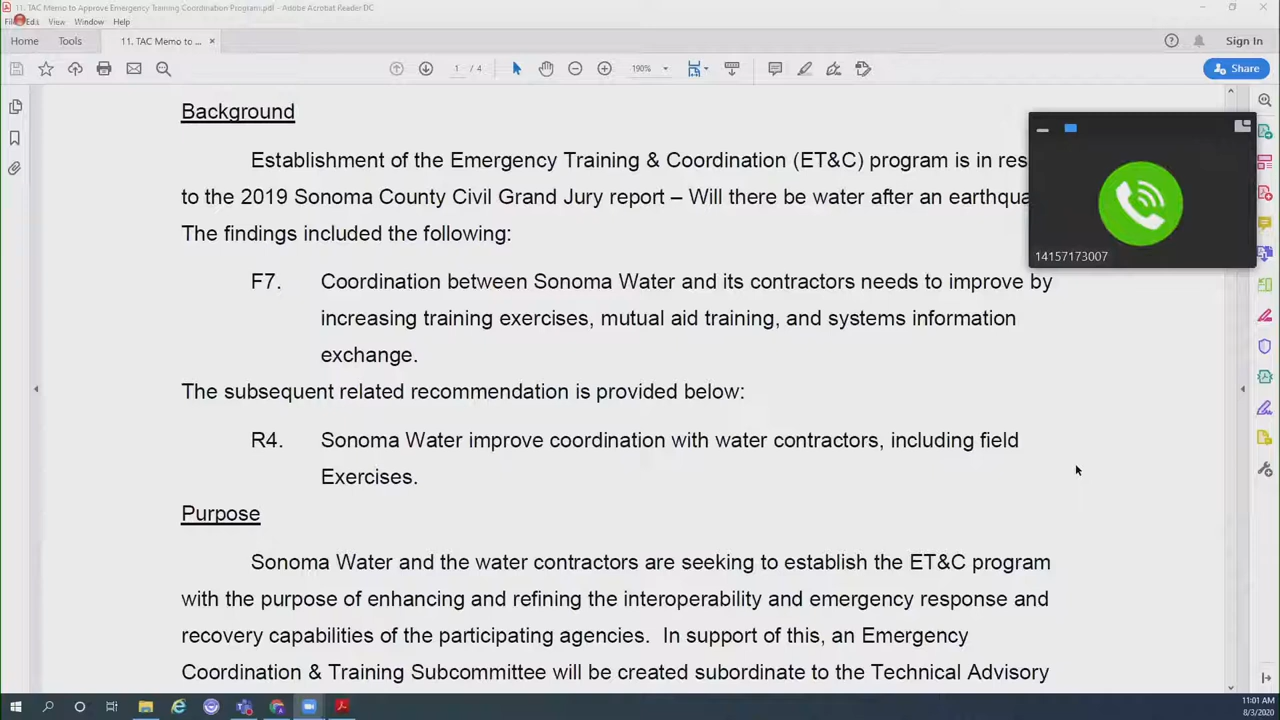 11. TAC Memo to Approve Emergency Training Coordination Program.pdf - Adobe Acrobat Reader DC
File Edit View Window Help
Home Tools 11. TAC Memo to ... × Sign In
1 / 4 190% Share
Background
Establishment of the Emergency Training & Coordination (ET&C) program is in res
to the 2019 Sonoma County Civil Grand Jury report – Will there be water after an earthqua
The findings included the following:
14157173007
F7. Coordination between Sonoma Water and its contractors needs to improve by
increasing training exercises, mutual aid training, and systems information
exchange.
The subsequent related recommendation is provided below:
R4. Sonoma Water improve coordination with water contractors, including field
Exercises.
Purpose
Sonoma Water and the water contractors are seeking to establish the ET&C program
with the purpose of enhancing and refining the interoperability and emergency response and
recovery capabilities of the participating agencies. In support of this, an Emergency
Coordination & Training Subcommittee will be created subordinate to the Technical Advisory
11:01 AM
8/3/2020